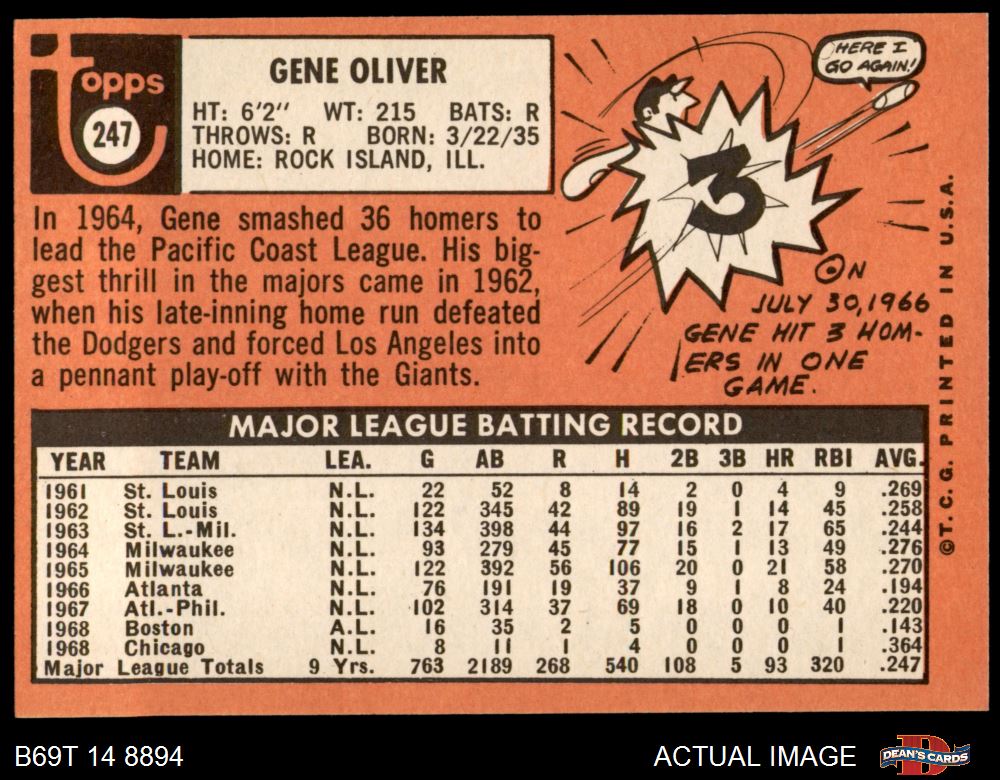 topps
247
GENE OLIVER
HT: 6'2" WT: 215 BATS: R
THROWS: R BORN: 3/22/35
HOME: ROCK ISLAND, ILL.
In 1964, Gene smashed 36 homers to
lead the Pacific Coast League. His big-
gest thrill in the majors came in 1962,
when his late-inning home run defeated
the Dodgers and forced Los Angeles into
a pennant play-off with the Giants.
HERE I
GO AGAIN!
3
ON
JULY 30, 1966
GENE HIT 3 HOM-
ERS IN ONE
GAME.
©T.C.G. PRINTED IN U.S.A.
MAJOR LEAGUE BATTING RECORD
YEAR TEAM LEA. G AB R H 2B 3B HR RBI AVG.
1961 St. Louis N.L. 22 52 8 14 2 0 4 9 .269
1962 St. Louis N.L. 122 345 42 89 19 1 14 45 .258
1963 St. L.-Mil. N.L. 134 398 44 97 16 2 17 65 .244
1964 Milwaukee N.L. 93 279 45 77 15 1 13 49 .276
1965 Milwaukee N.L. 122 392 56 106 20 0 21 58 .270
1966 Atlanta N.L. 76 191 19 37 9 1 8 24 .194
1967 Atl.-Phil. N.L. 102 314 37 69 18 0 10 40 .220
1968 Boston A.L. 16 35 2 5 0 0 0 1 .143
1968 Chicago N.L. 8 11 1 4 0 0 0 1 .364
Major League Totals 9 Yrs. 763 2189 268 540 108 5 93 320 .247
B69T 14 8894
ACTUAL IMAGE
DEAN'S CARDS